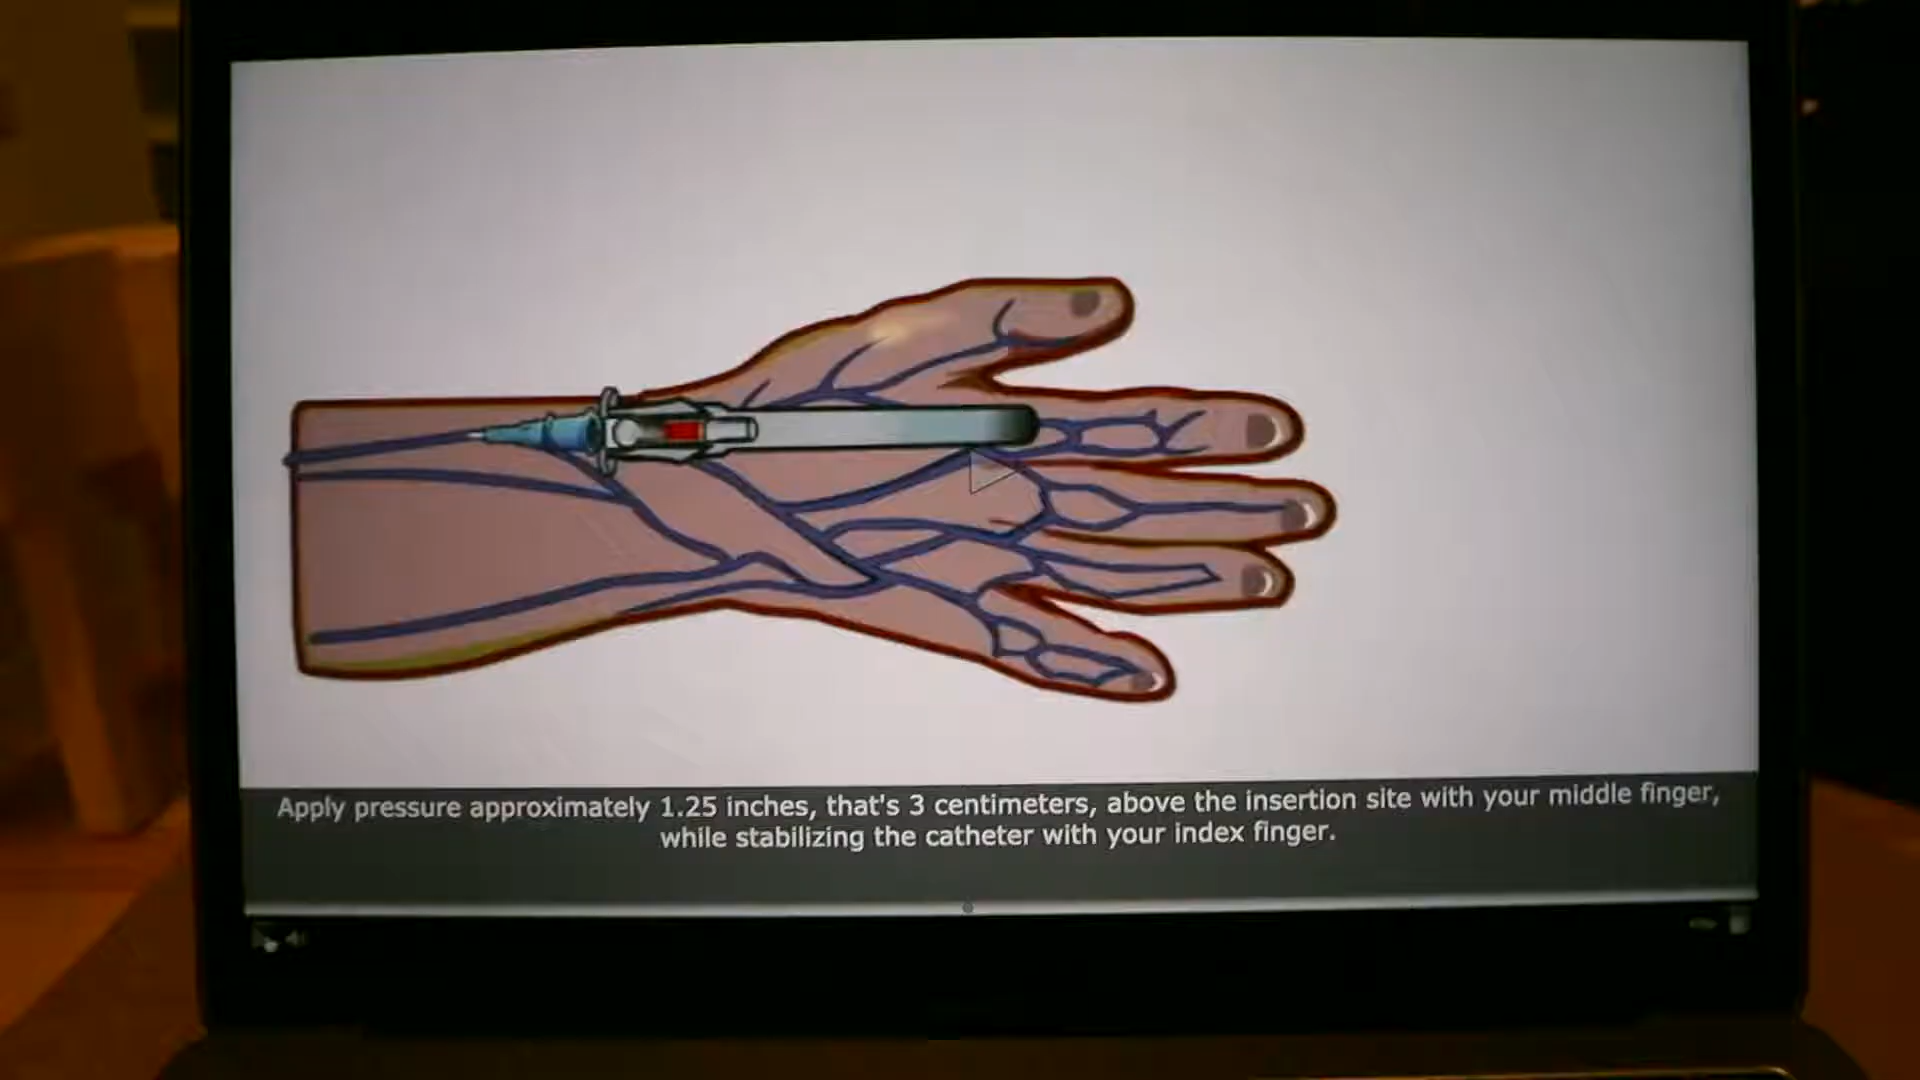 Apply pressure approximately 1.25 inches, that's 3 centimeters, above the insertion site with your middle finger,
while stabilizing the catheter with your index finger.